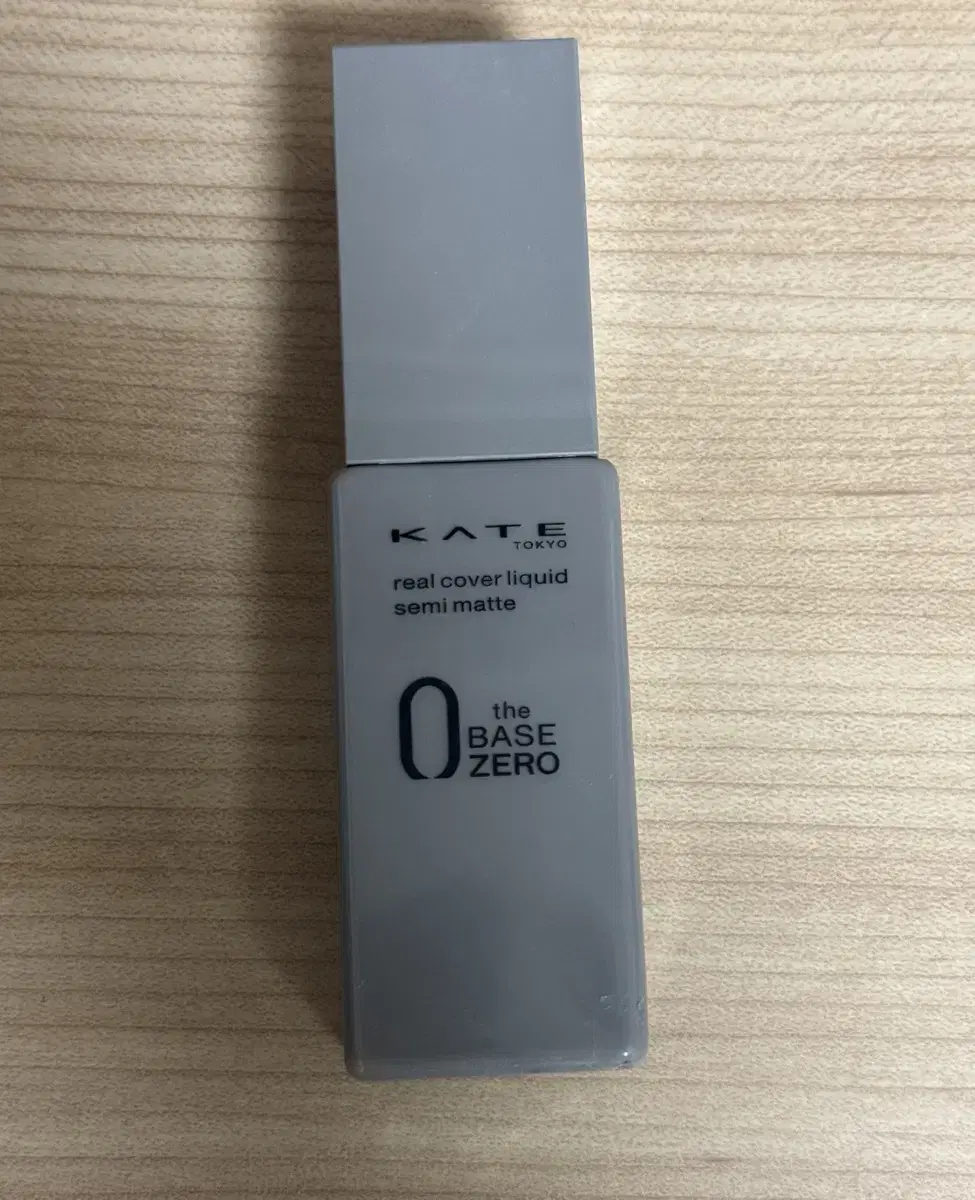 KATE
TOKYO
real cover liquid
semi matte
0 the
BASE
ZERO